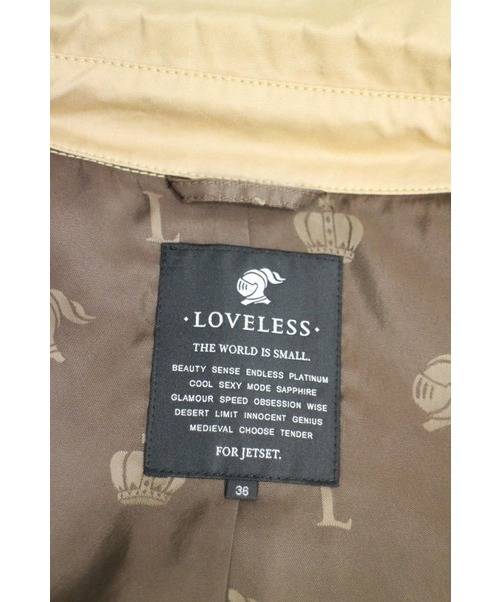 L
· LOVELESS ·
THE WORLD IS SMALL.
BEAUTY SENSE ENDLESS PLATINUM
COOL SEXY MODE SAPPHIRE
GLAMOUR SPEED OBSESSION WISE
DESERT LIMIT INNOCENT GENIUS
MEDIEVAL CHOOSE TENDER
FOR JETSET.
36
L